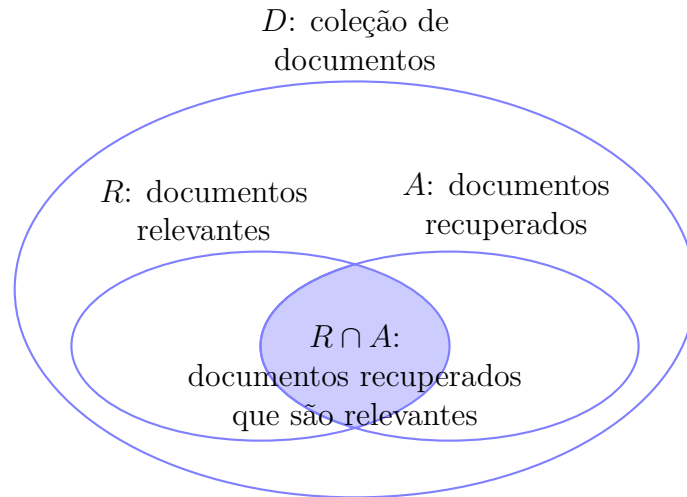 D: coleção de
documentos
R: documentos
relevantes
A: documentos
recuperados
R ∩ A:
documentos recuperados
que são relevantes